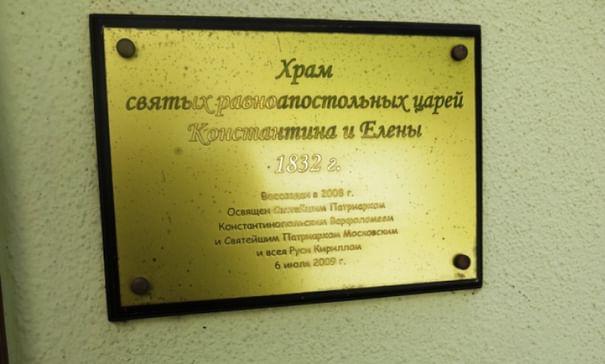 Храм
святых равноапостольных царей
Константина и Елены
1832 г.
Воссоздан в 2008 г.
Освящен Святейшим Патриархом
Константинопольским Варфоломеем
и Святейшим Патриархом Московским
и всея Руси Кириллом
6 июля 2009 г.